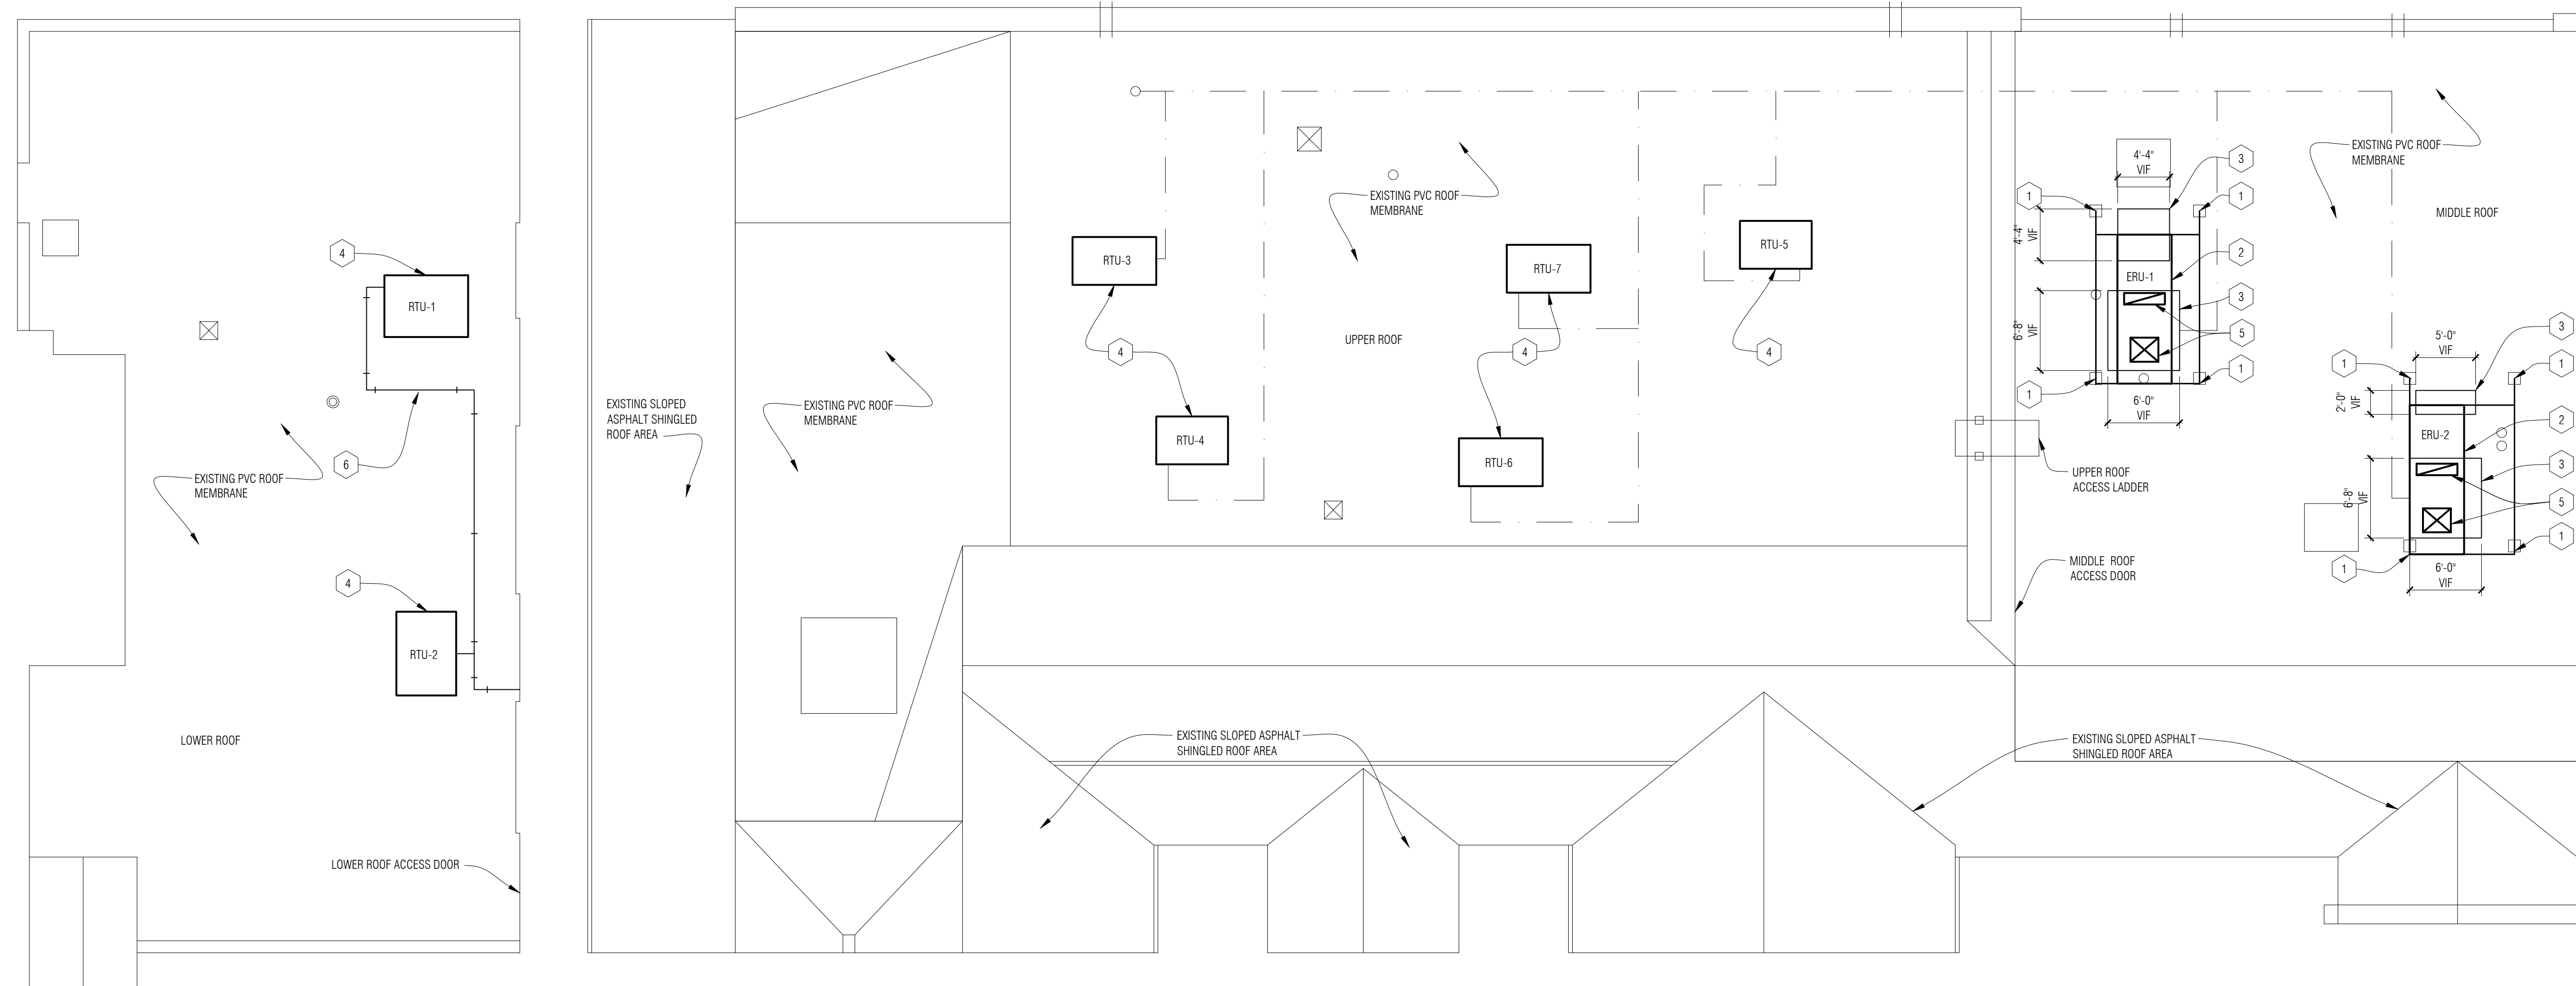 4
RTU-1
6
EXISTING PVC ROOF
MEMBRANE
4
RTU-2
LOWER ROOF
LOWER ROOF ACCESS DOOR
EXISTING SLOPED
ASPHALT SHINGLED
ROOF AREA
EXISTING PVC ROOF
MEMBRANE
EXISTING PVC ROOF
MEMBRANE
RTU-3
RTU-7
RTU-5
UPPER ROOF
4
4
4
RTU-4
RTU-6
EXISTING SLOPED ASPHALT
SHINGLED ROOF AREA
4'-4"
VIF
3
1
1
4'-4"
VIF
2
ERU-1
3
6'-8"
VIF
5
1
1
6'-0"
VIF
UPPER ROOF
ACCESS LADDER
MIDDLE ROOF
ACCESS DOOR
EXISTING PVC ROOF
MEMBRANE
MIDDLE ROOF
5'-0"
VIF
3
1
1
2'-0"
VIF
2
ERU-2
3
6'-8"
VIF
5
1
1
6'-0"
VIF
EXISTING SLOPED ASPHALT
SHINGLED ROOF AREA